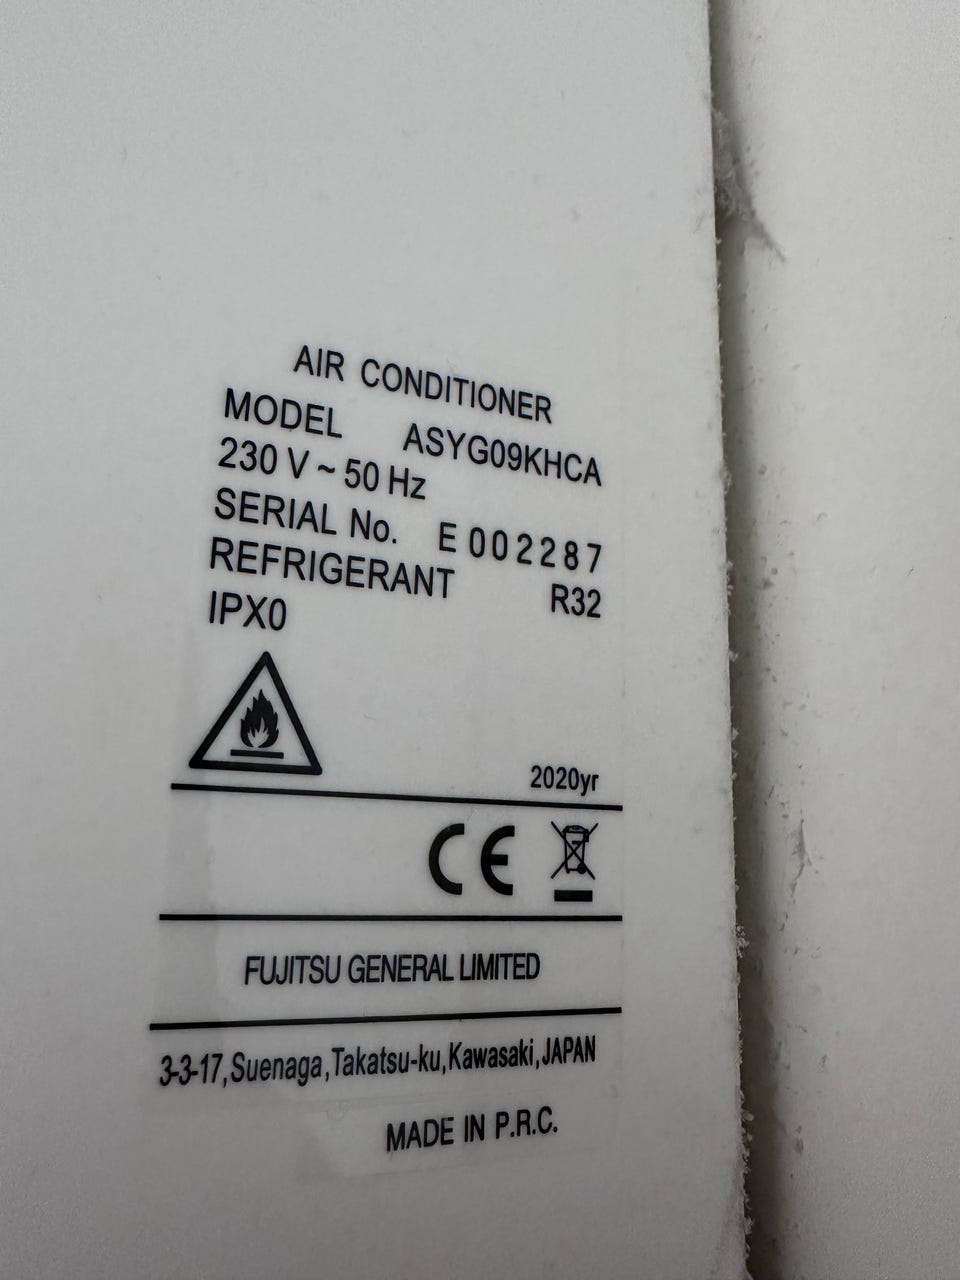 AIR CONDITIONER
MODEL ASYG09KHCA
230 V ~ 50 Hz
SERIAL No. E 002287
REFRIGERANT R32
IPX0
2020yr
CE
FUJITSU GENERAL LIMITED
3-3-17,Suenaga,Takatsu-ku,Kawasaki,JAPAN
MADE IN P.R.C.